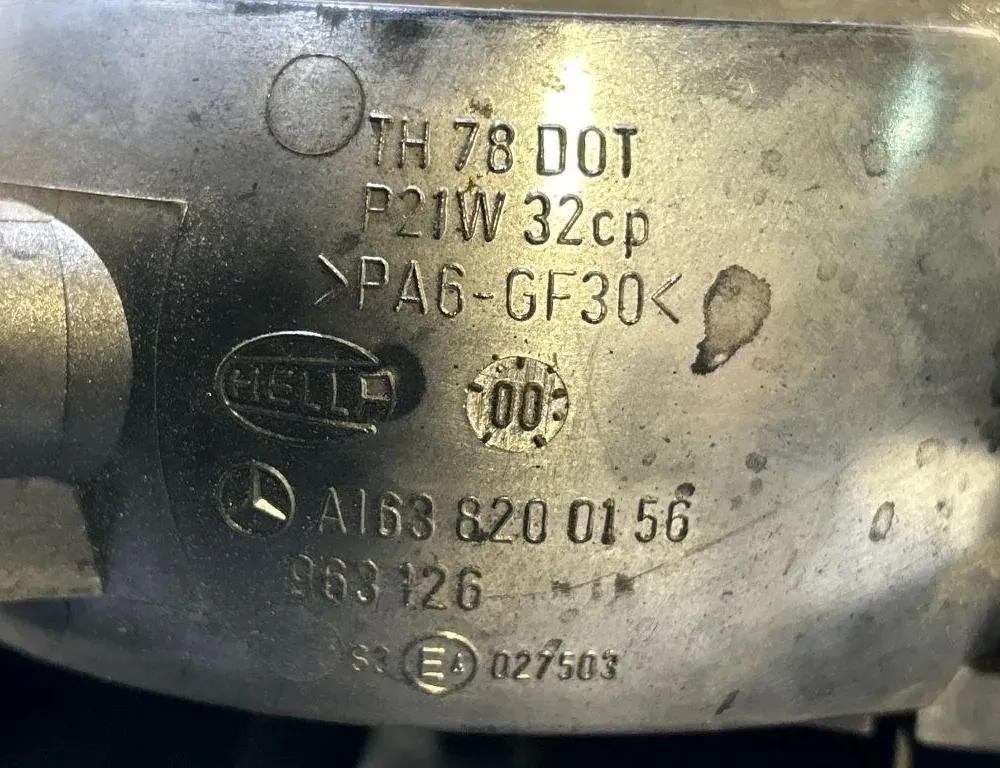 TH 78 DOT
P21W 32cp
>PA6-GF30<
HELLA
00
A163 820 01 56
963 126
S3 E4 027503